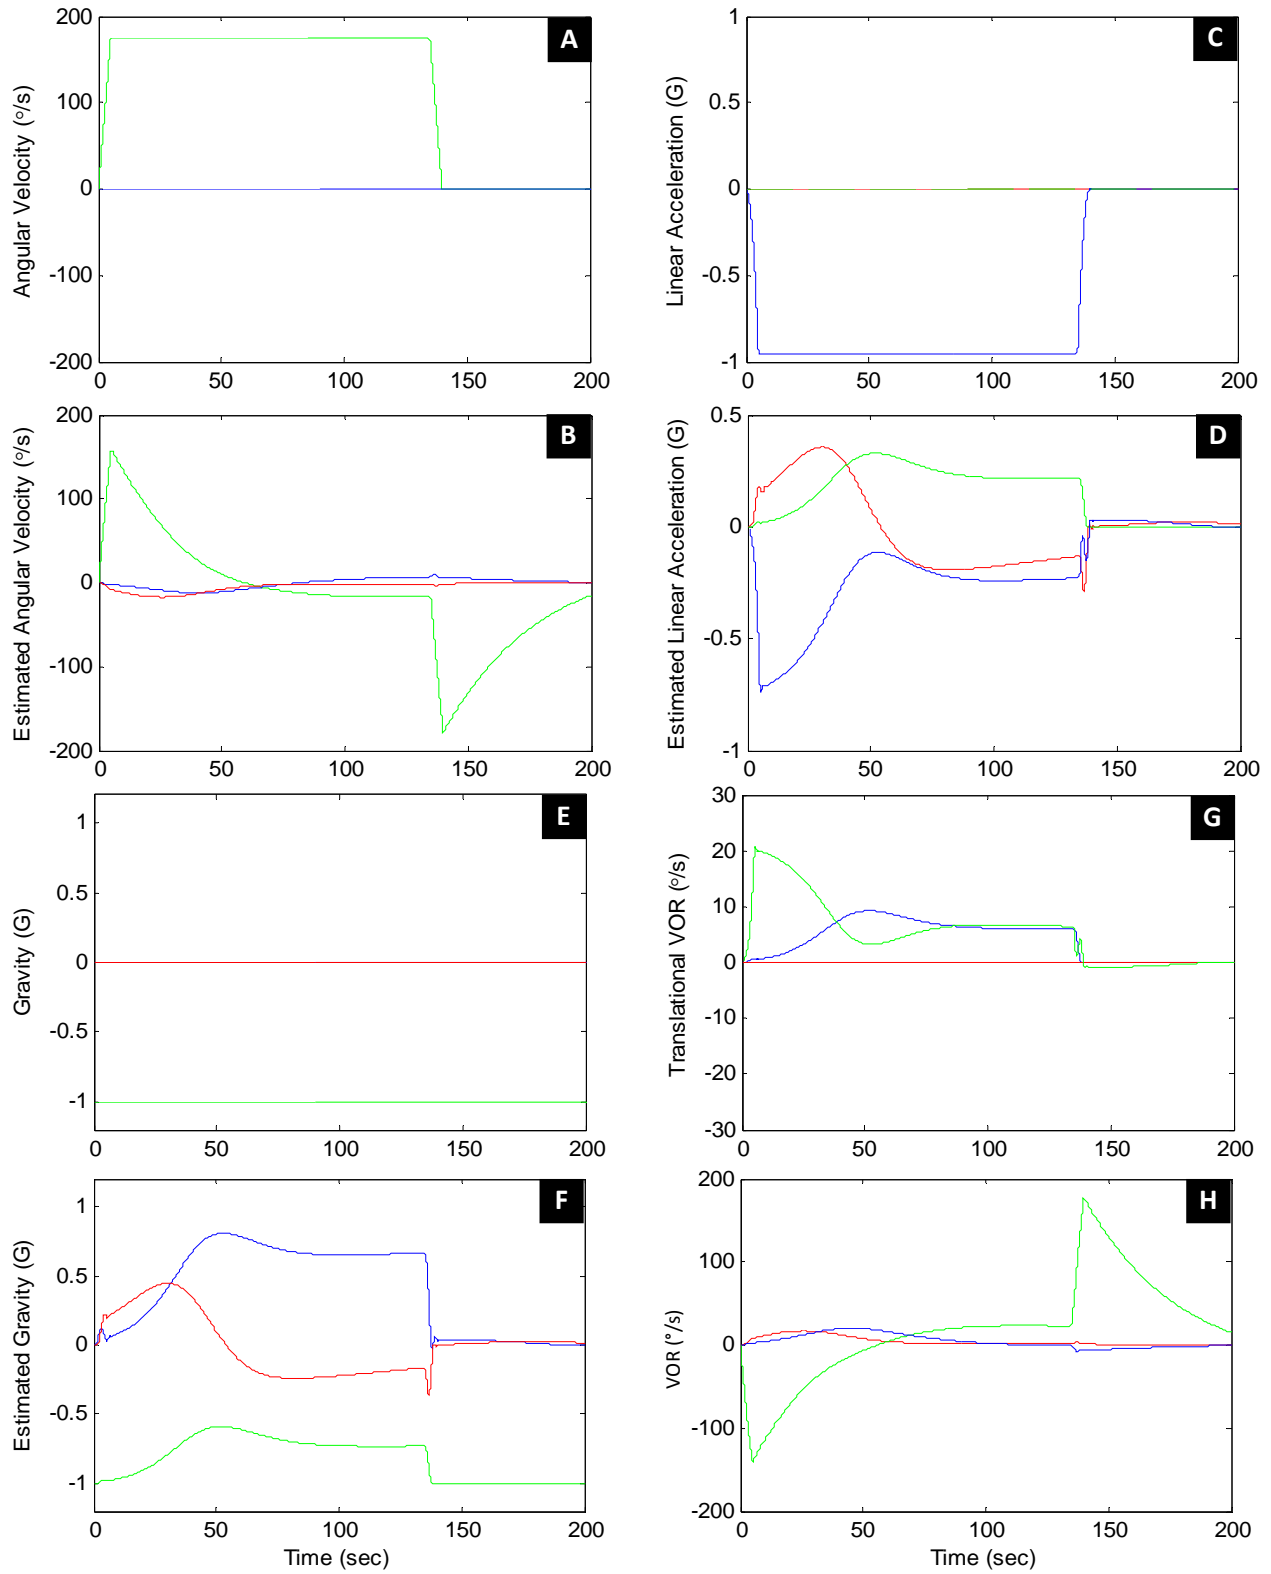 A
Angular Velocity (°/s)
200
100
0
-100
-200
0 50 100 150 200
C
Linear Acceleration (G)
1
0.5
0
-0.5
-1
0 50 100 150 200
B
Estimated Angular Velocity (°/s)
200
100
0
-100
-200
0 50 100 150 200
D
Estimated Linear Acceleration (G)
0.5
0
-0.5
-1
0 50 100 150 200
E
Gravity (G)
1
0.5
0
-0.5
-1
0 50 100 150 200
G
Translational VOR (°/s)
30
20
10
0
-10
-20
-30
0 50 100 150 200
F
Estimated Gravity (G)
1
0.5
0
-0.5
-1
0 50 100 150 200
Time (sec)
H
VOR (°/s)
200
100
0
-100
-200
0 50 100 150 200
Time (sec)